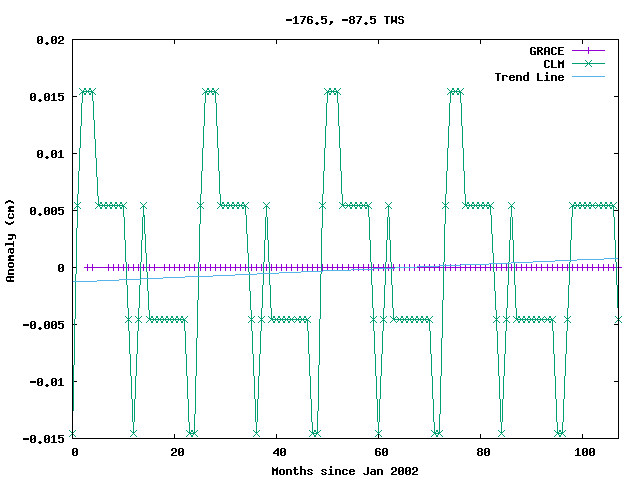 -176.5, -87.5 TWS
GRACE
CLM
Trend Line
0.02
0.015
0.01
0.005
0
-0.005
-0.01
-0.015
Anomaly (cm)
0 20 40 60 80 100
Months since Jan 2002